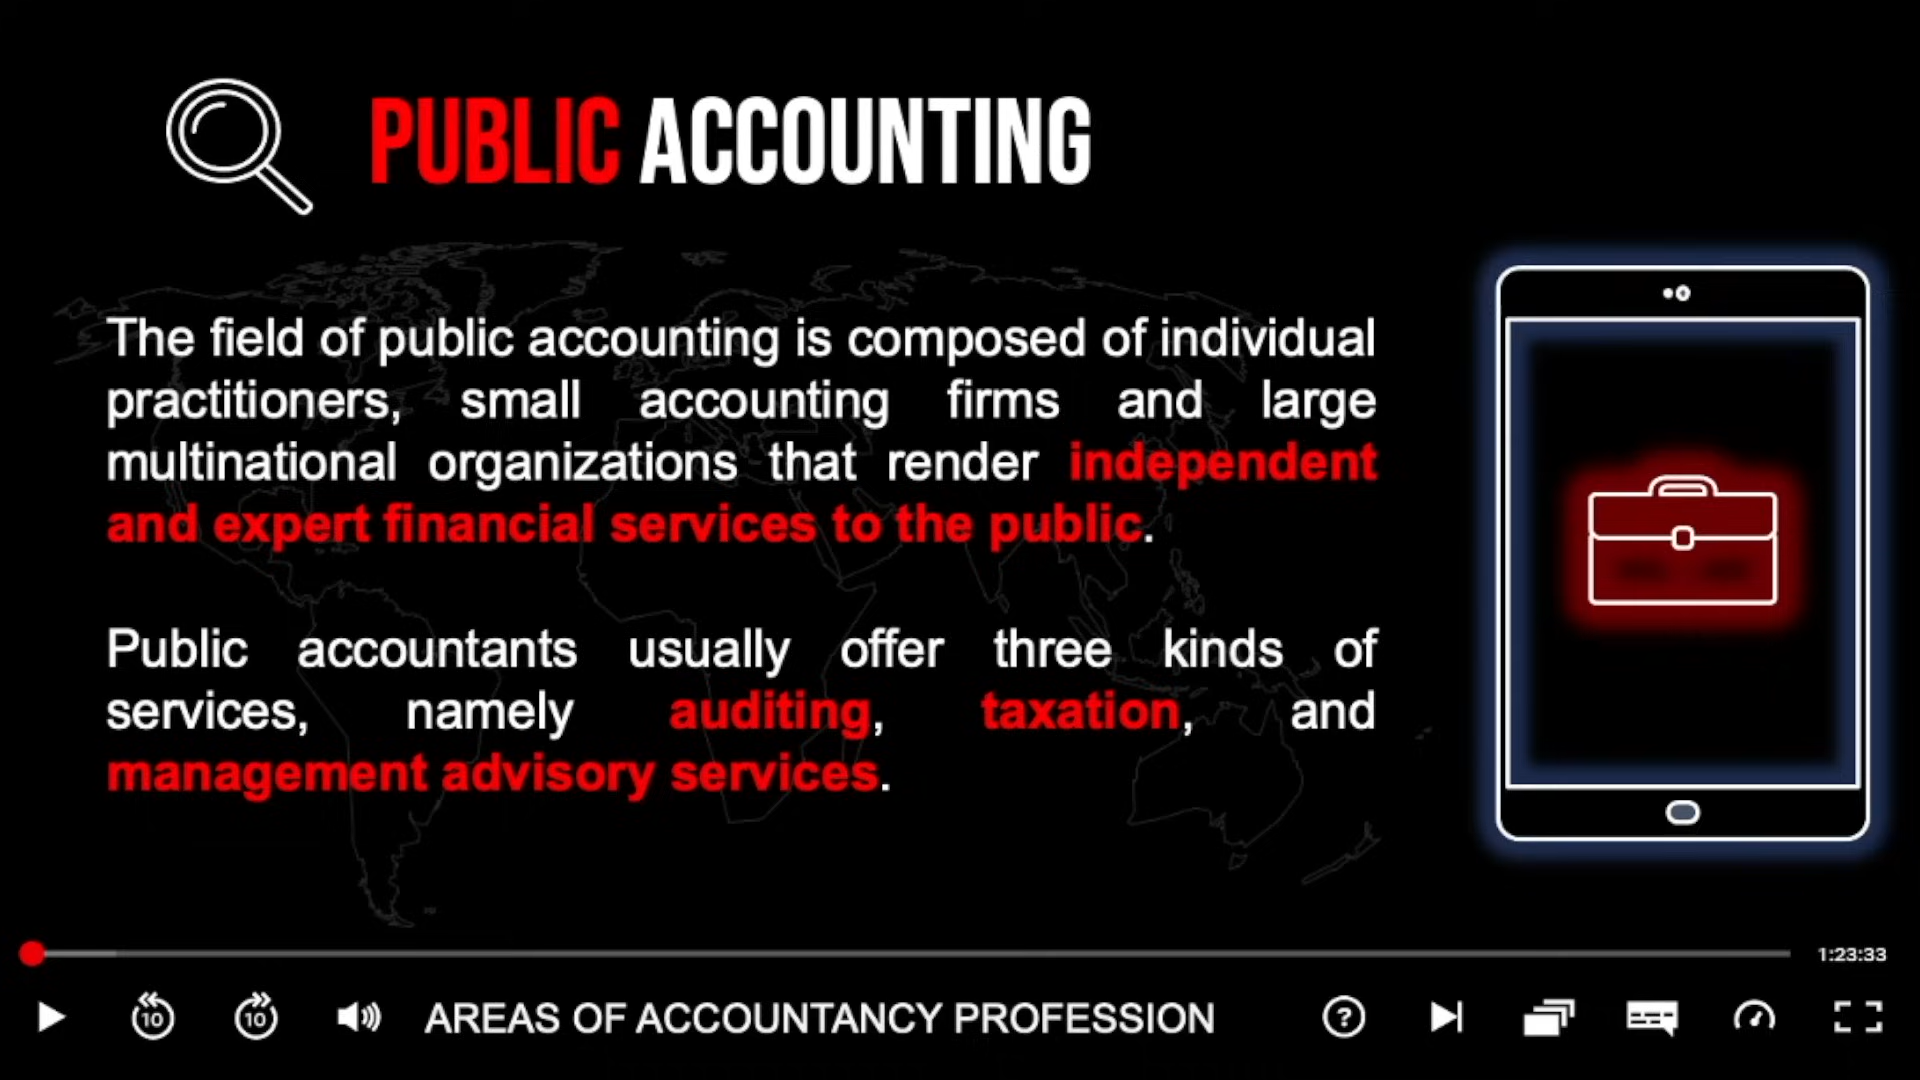 PUBLIC ACCOUNTING
The field of public accounting is composed of individual
practitioners, small accounting firms and large
multinational organizations that render independent
and expert financial services to the public.
Public accountants usually offer three kinds of
services, namely auditing, taxation, and
management advisory services.
1:23:33
10 10 AREAS OF ACCOUNTANCY PROFESSION ?